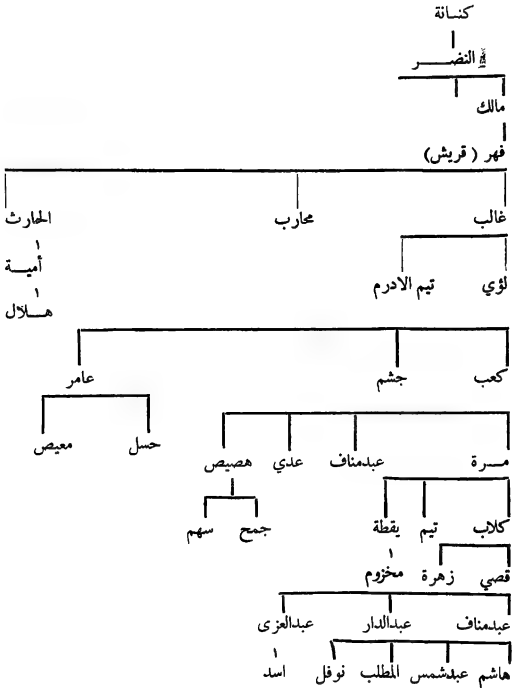 كنانة
النضر
مالك
فهر ( قريش)
غالب محارب الحارث
أمية
لؤي تيم الادرم
هلال
كعب جشم عامر
مرة عبدمناف عدي هصيص حسل معيص
كلاب تيم يقطة جمح سهم
قصي زهرة مخزوم
عبدمناف عبدالدار عبدالعزى
هاشم عبدشمس المطلب نوفل اسد